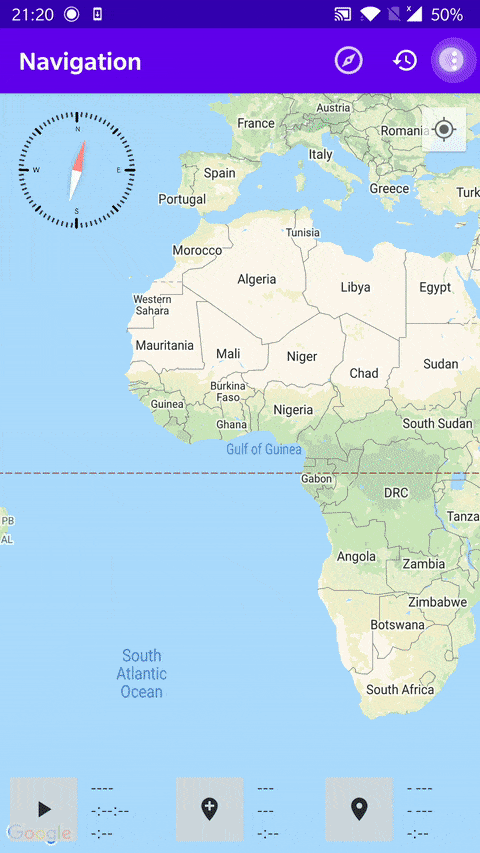 21:20
50%
Navigation
N
W
E
S
Austria
France
Romania
Italy
Spain
Greece
Portugal
Turk
Tunisia
Morocco
Algeria
Libya
Egypt
Western
Sahara
Mauritania
Mali
Niger
Chad
Sudan
Burkina
Faso
Guinea
Nigeria
Ghana
South Sudan
Gulf of Guinea
Gabon
DRC
PB
AL
Tanza
Angola
Zambia
Zimbabwe
Botswana
South
Atlantic
Ocean
South Africa
---- --- - ---
-:--:-- --- - ---
-:-- -:-- -:--
Google